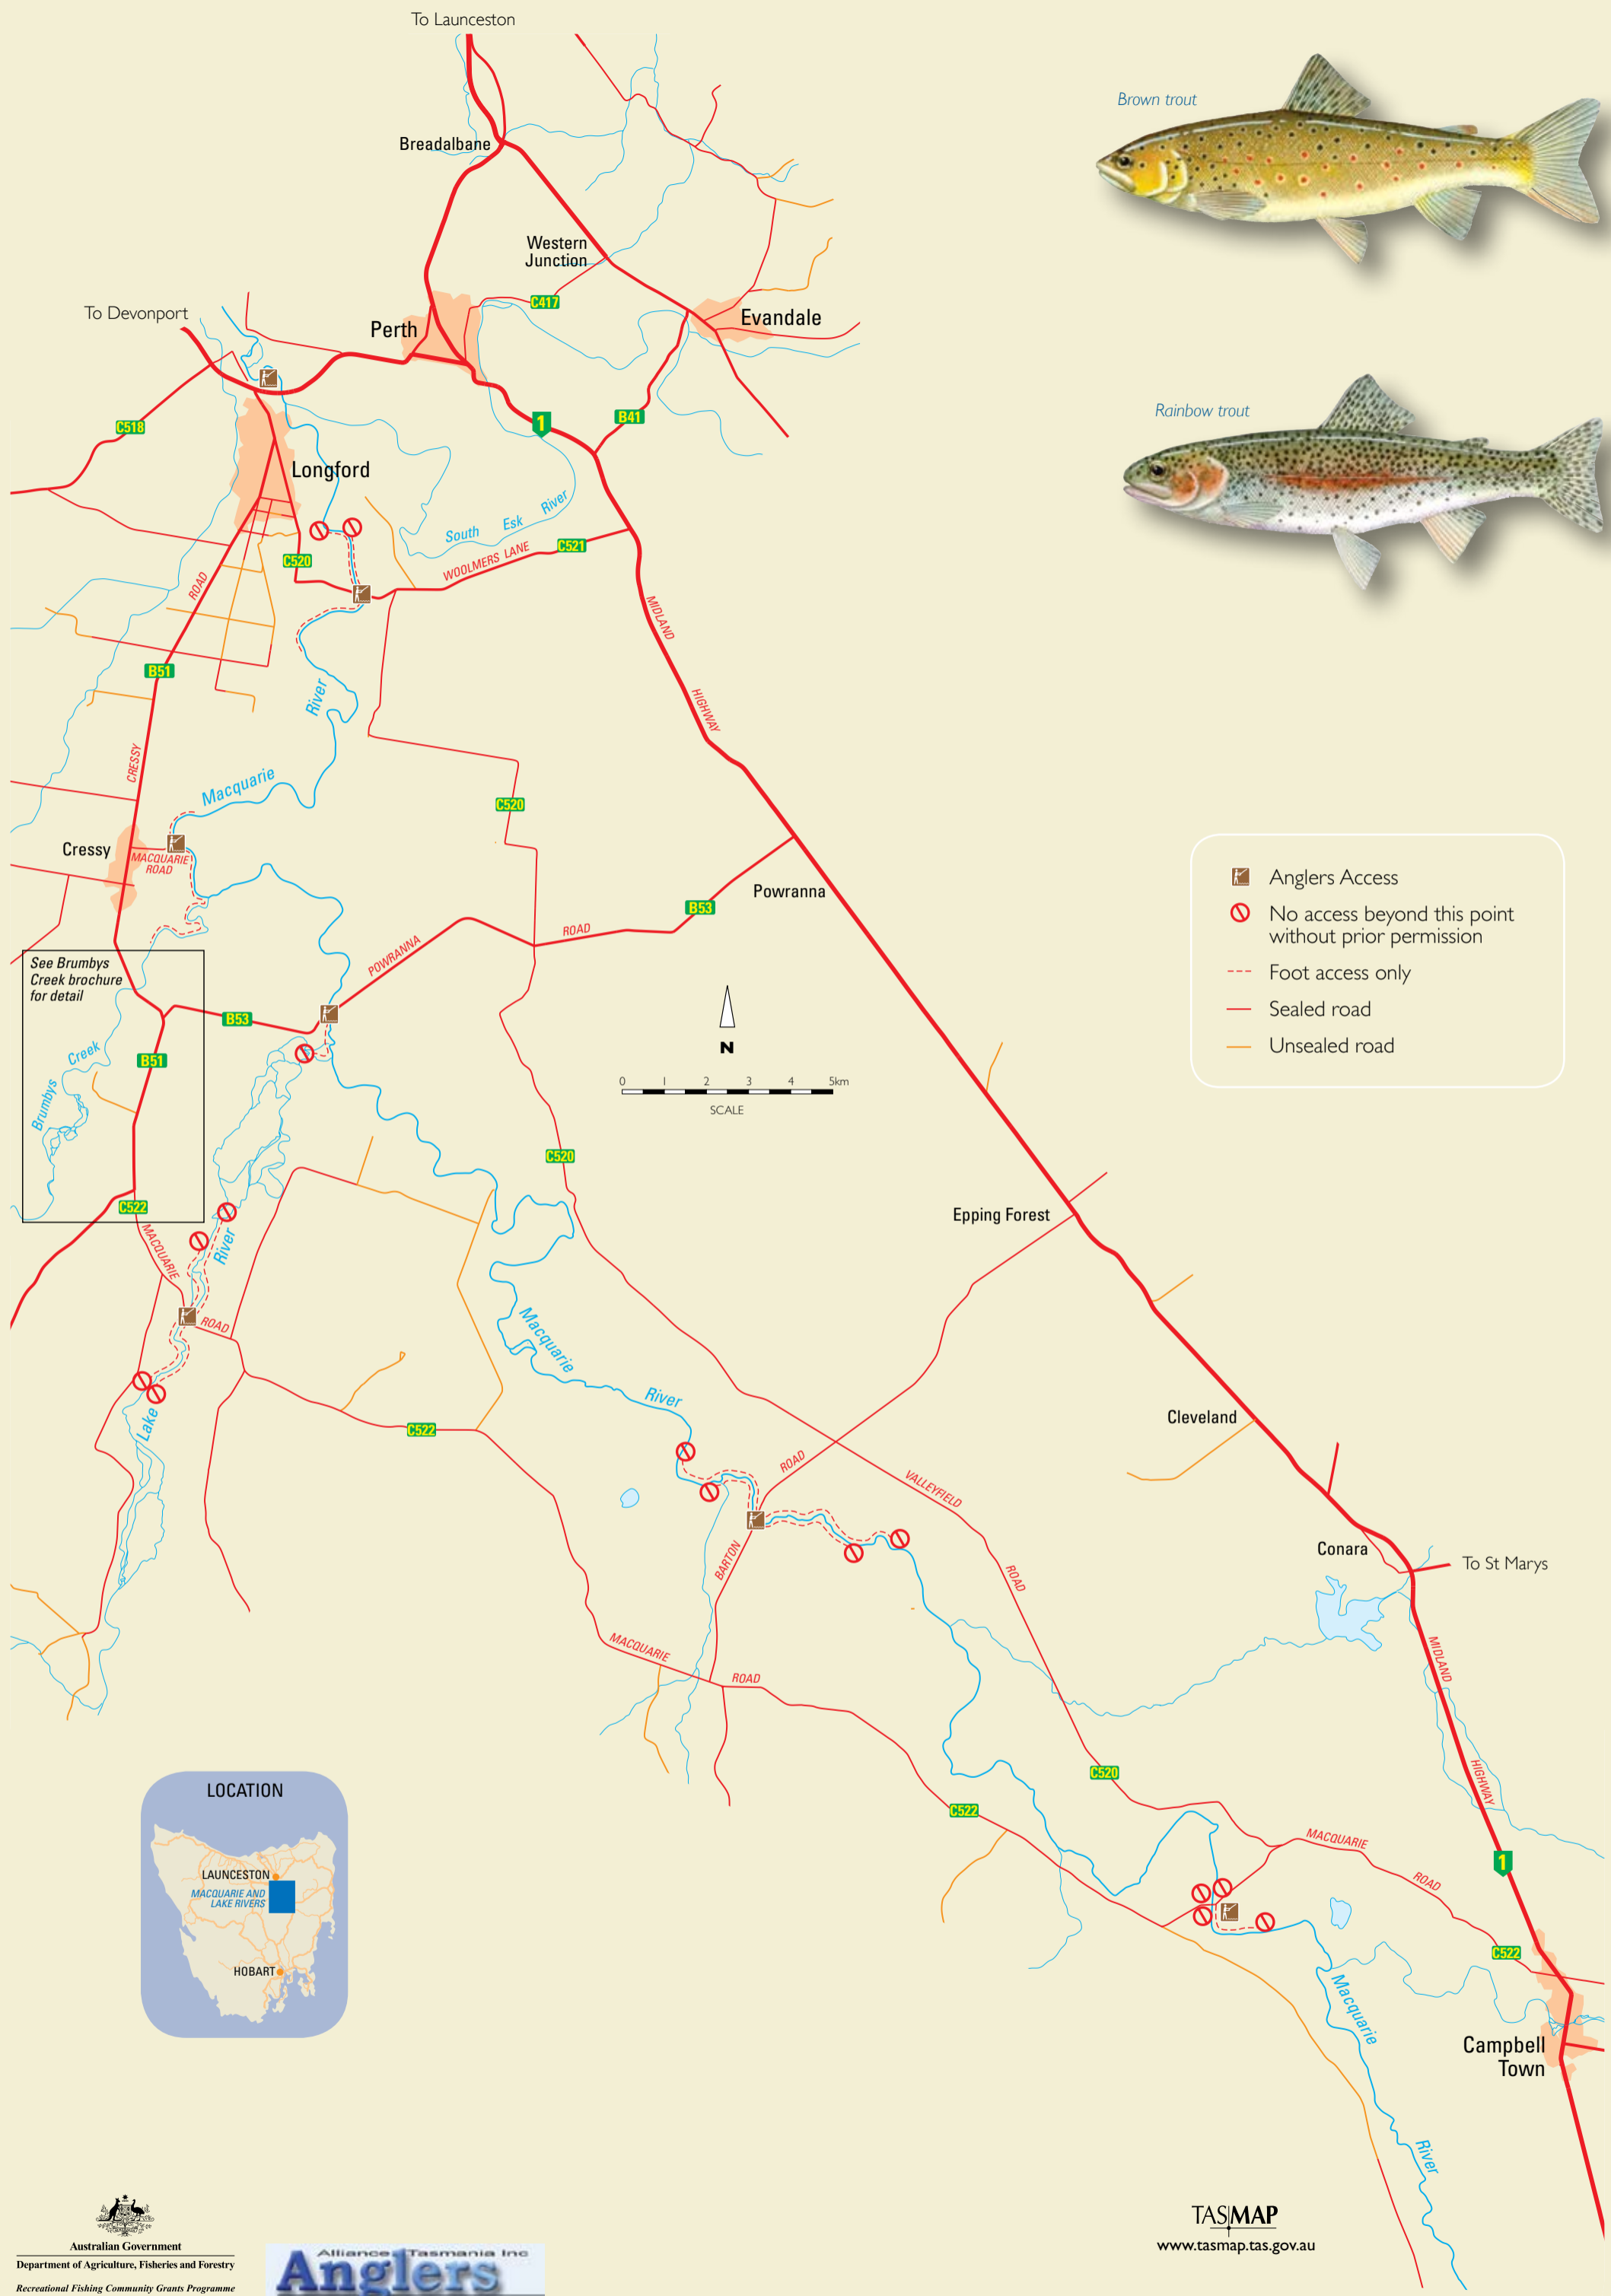 To Launceston
Brown trout
Breadalbane
Western
Junction
C417
To Devonport
Perth
Evandale
Rainbow trout
1
B41
C518
Longford
South Esk River
C520
WOOLMERS LANE
C521
ROAD
MIDLAND
B51
River
HIGHWAY
CRESSY
Macquarie
C520
Cressy
MACQUARIE
ROAD
Powranna
B53
ROAD
POWRANNA
Anglers Access
No access beyond this point
without prior permission
Foot access only
Sealed road
Unsealed road
See Brumbys
Creek brochure
for detail
B53
N
0 1 2 3 4 5km
SCALE
B51
Brumbys Creek
C520
C522
MACQUARIE
River
Epping Forest
ROAD
Macquarie
River
Lake
C522
Cleveland
ROAD
VALLEYFIELD
BARTON
ROAD
Conara
To St Marys
MACQUARIE
ROAD
MIDLAND
C520
HIGHWAY
C522
MACQUARIE
ROAD
1
LOCATION
LAUNCESTON
MACQUARIE AND
LAKE RIVERS
HOBART
C522
Macquarie
Campbell
Town
River
TASMAP
www.tasmap.tas.gov.au
Australian Government
Department of Agriculture, Fisheries and Forestry
Recreational Fishing Community Grants Programme
Alliance Tasmania Inc
Anglers